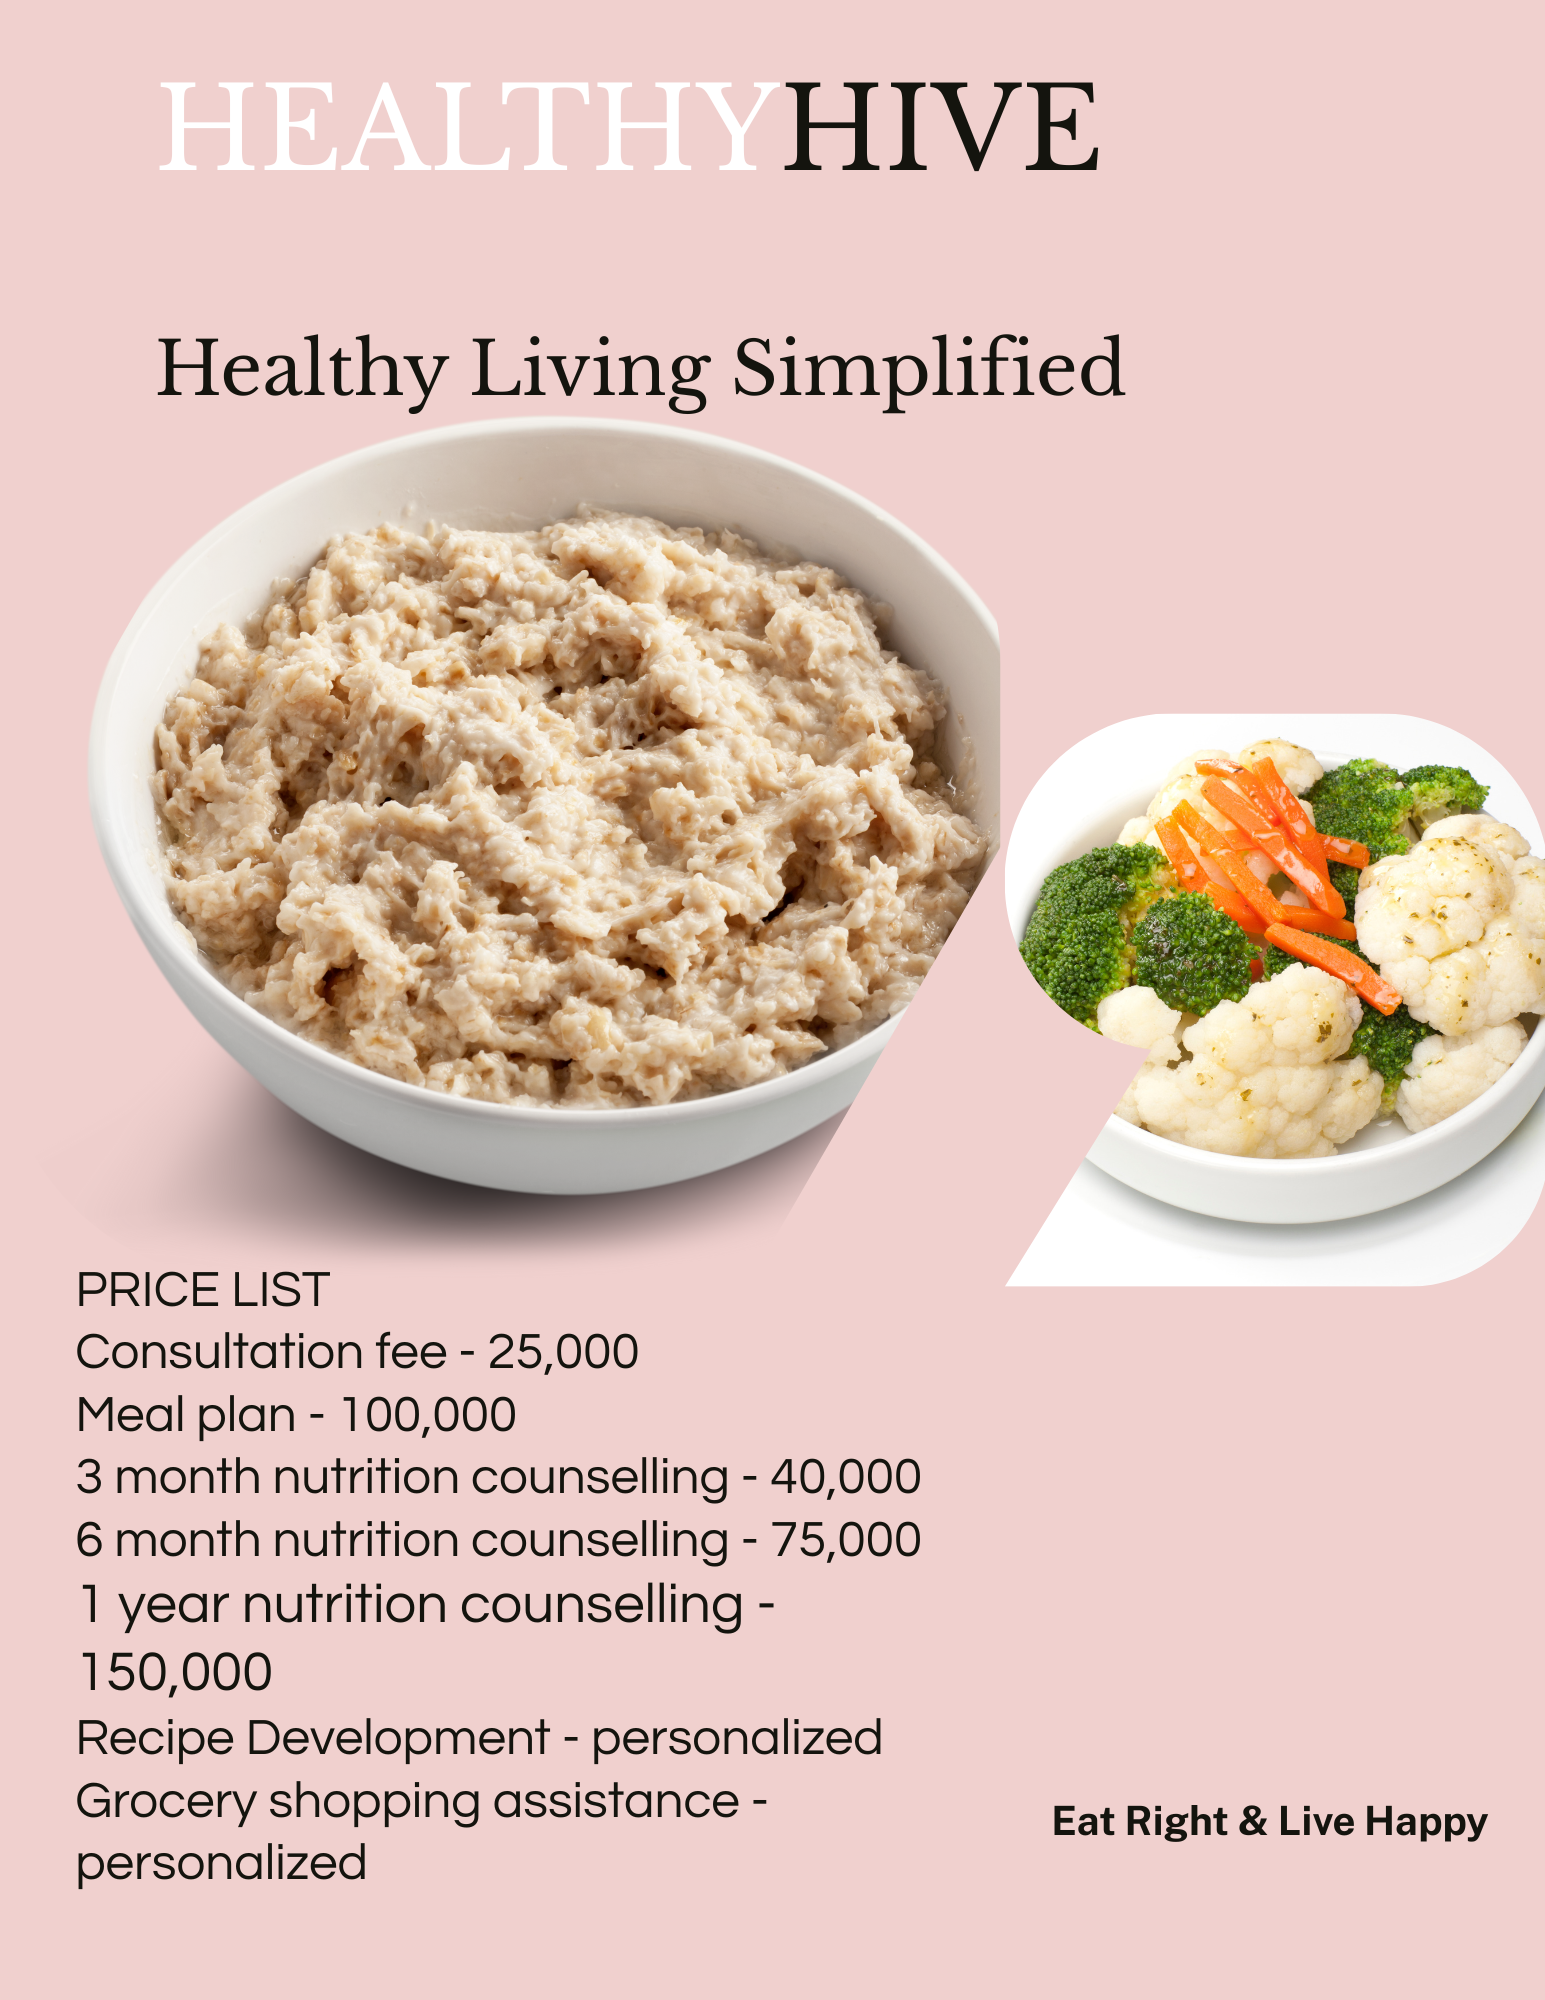 HEALTHYHIVE
Healthy Living Simplified
PRICE LIST
Consultation fee - 25,000
Meal plan - 100,000
3 month nutrition counselling - 40,000
6 month nutrition counselling - 75,000
1 year nutrition counselling -
150,000
Recipe Development - personalized
Grocery shopping assistance -
personalized
Eat Right & Live Happy